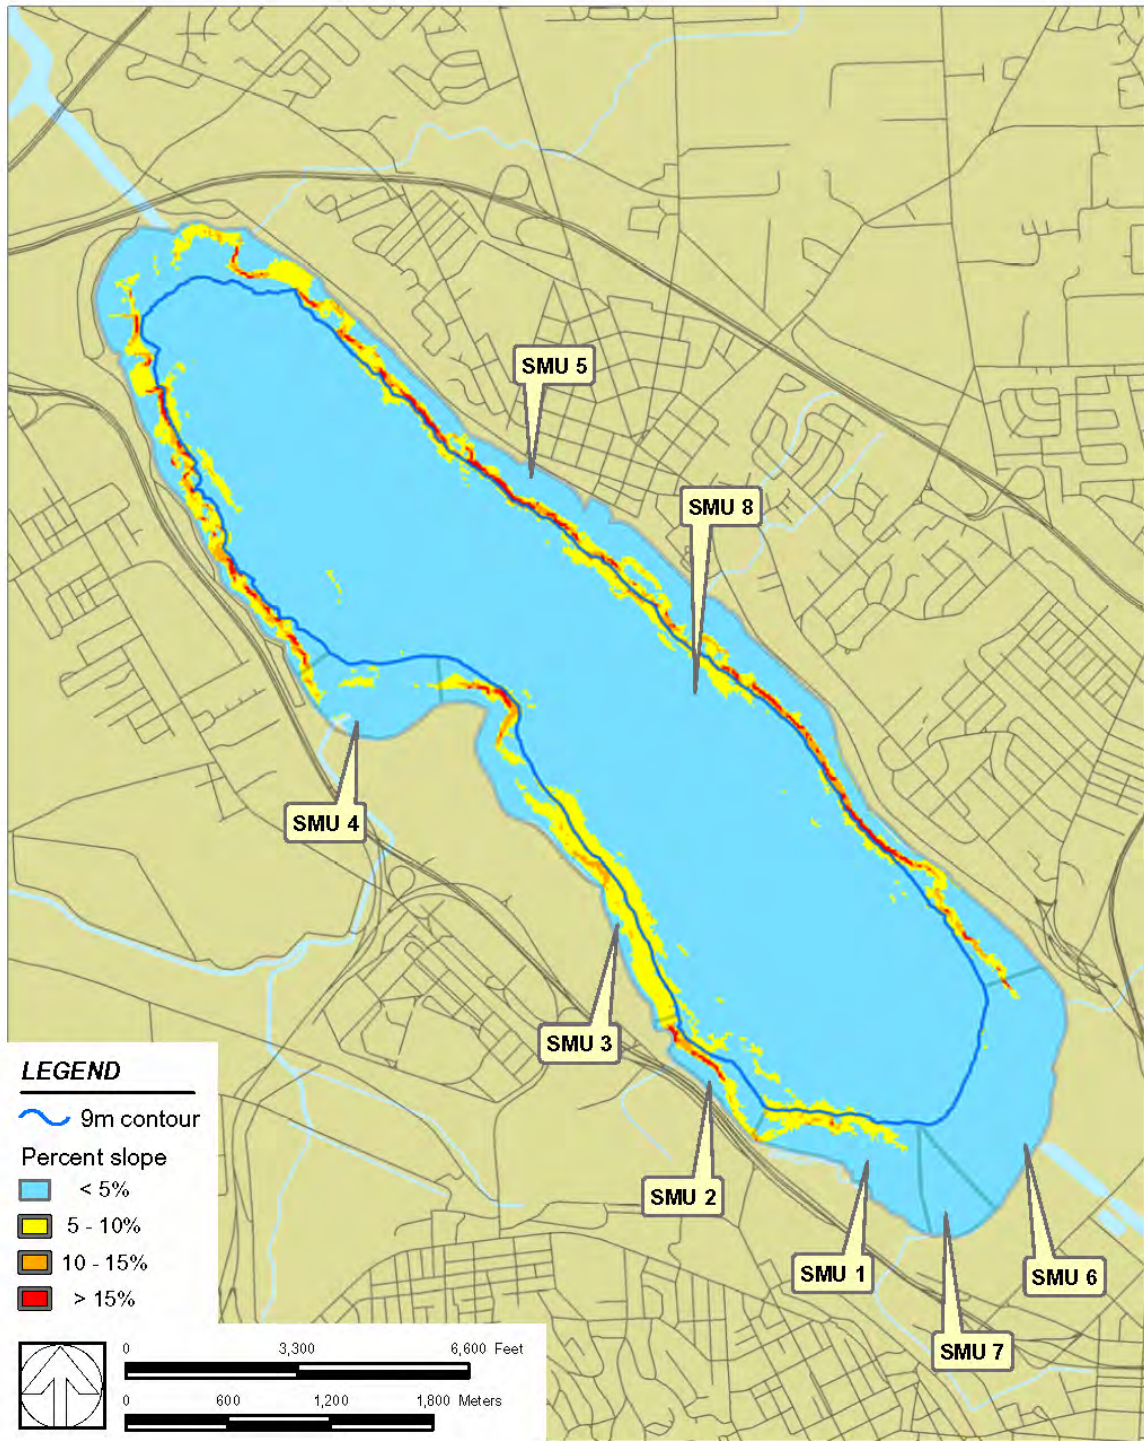 SMU 5
SMU 8
SMU 4
SMU 3
SMU 2
SMU 1
SMU 6
SMU 7
LEGEND
9m contour
Percent slope
< 5%
5 - 10%
10 - 15%
> 15%
0 3,300 6,600 Feet
0 600 1,200 1,800 Meters